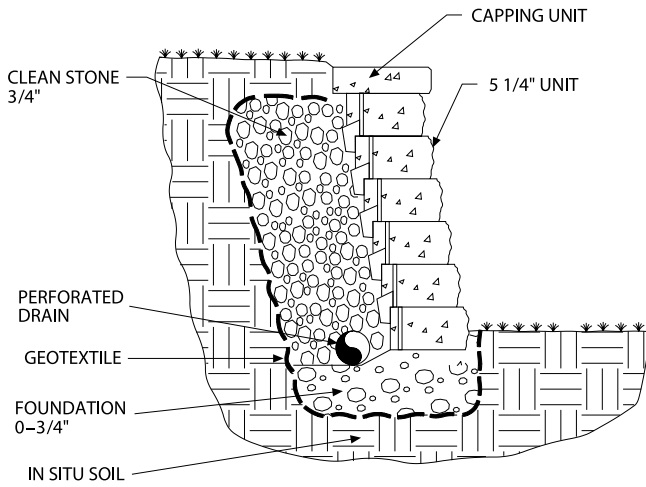 CAPPING UNIT
CLEAN STONE
3/4"
5 1/4" UNIT
PERFORATED
DRAIN
GEOTEXTILE
FOUNDATION
0–3/4"
IN SITU SOIL